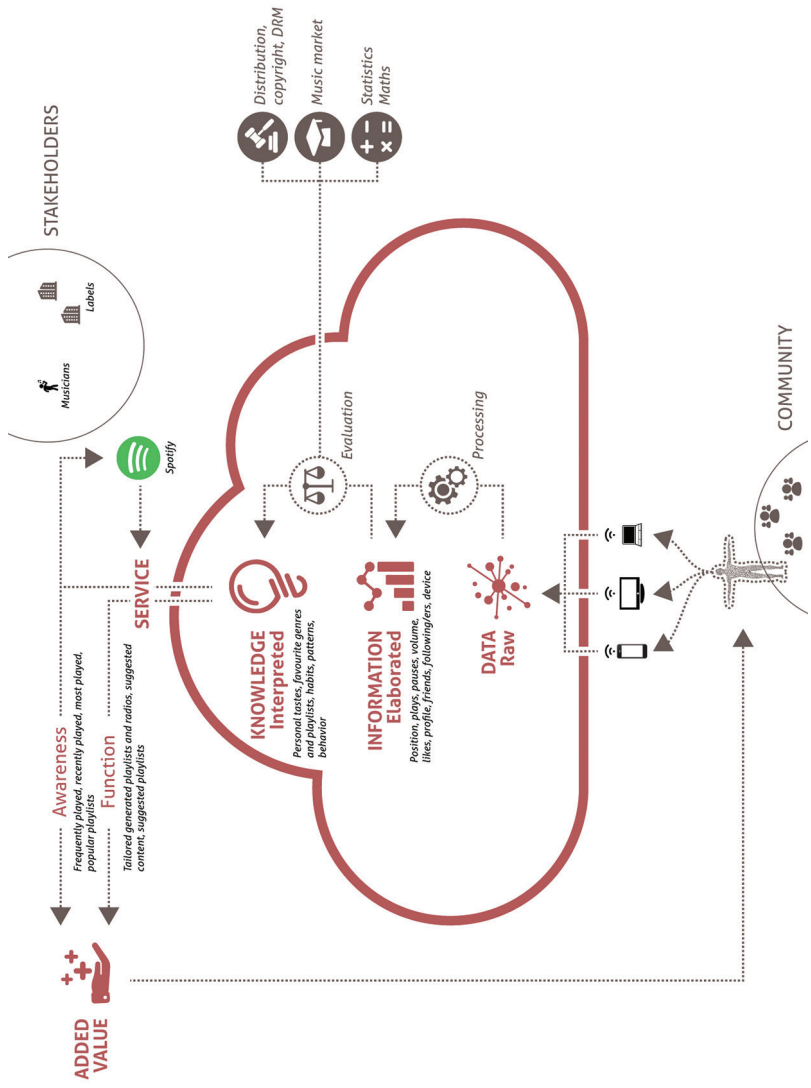 STAKEHOLDERS
Musicians
Labels
Spotify
Distribution,
copyright, DRM
Music market
Statistics
Maths
ADDED
VALUE
Awareness
Frequently played, recently played, most played,
popular playlists
Function
Tailored generated playlists and radios, suggested
content, suggested playlists
SERVICE
KNOWLEDGE
Interpreted
Personal tastes, favourite genres
and playlists, habits, patterns,
behavior
Evaluation
INFORMATION
Elaborated
Position, plays, pauses, volume,
likes, profile, friends, following/ers, device
Processing
DATA
Raw
COMMUNITY